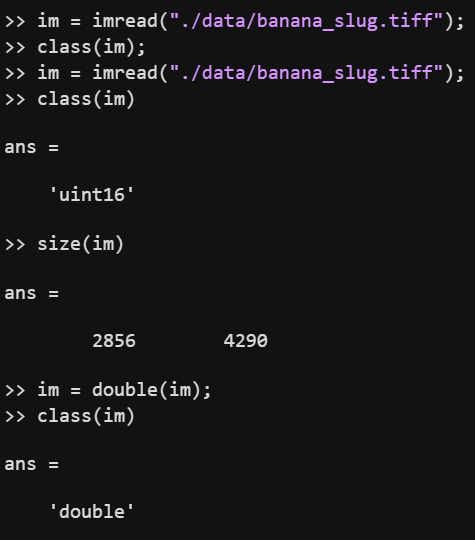 >> im = imread("./data/banana_slug.tiff");
>> class(im);
>> im = imread("./data/banana_slug.tiff");
>> class(im)
ans =
'uint16'
>> size(im)
ans =
2856 4290
>> im = double(im);
>> class(im)
ans =
'double'